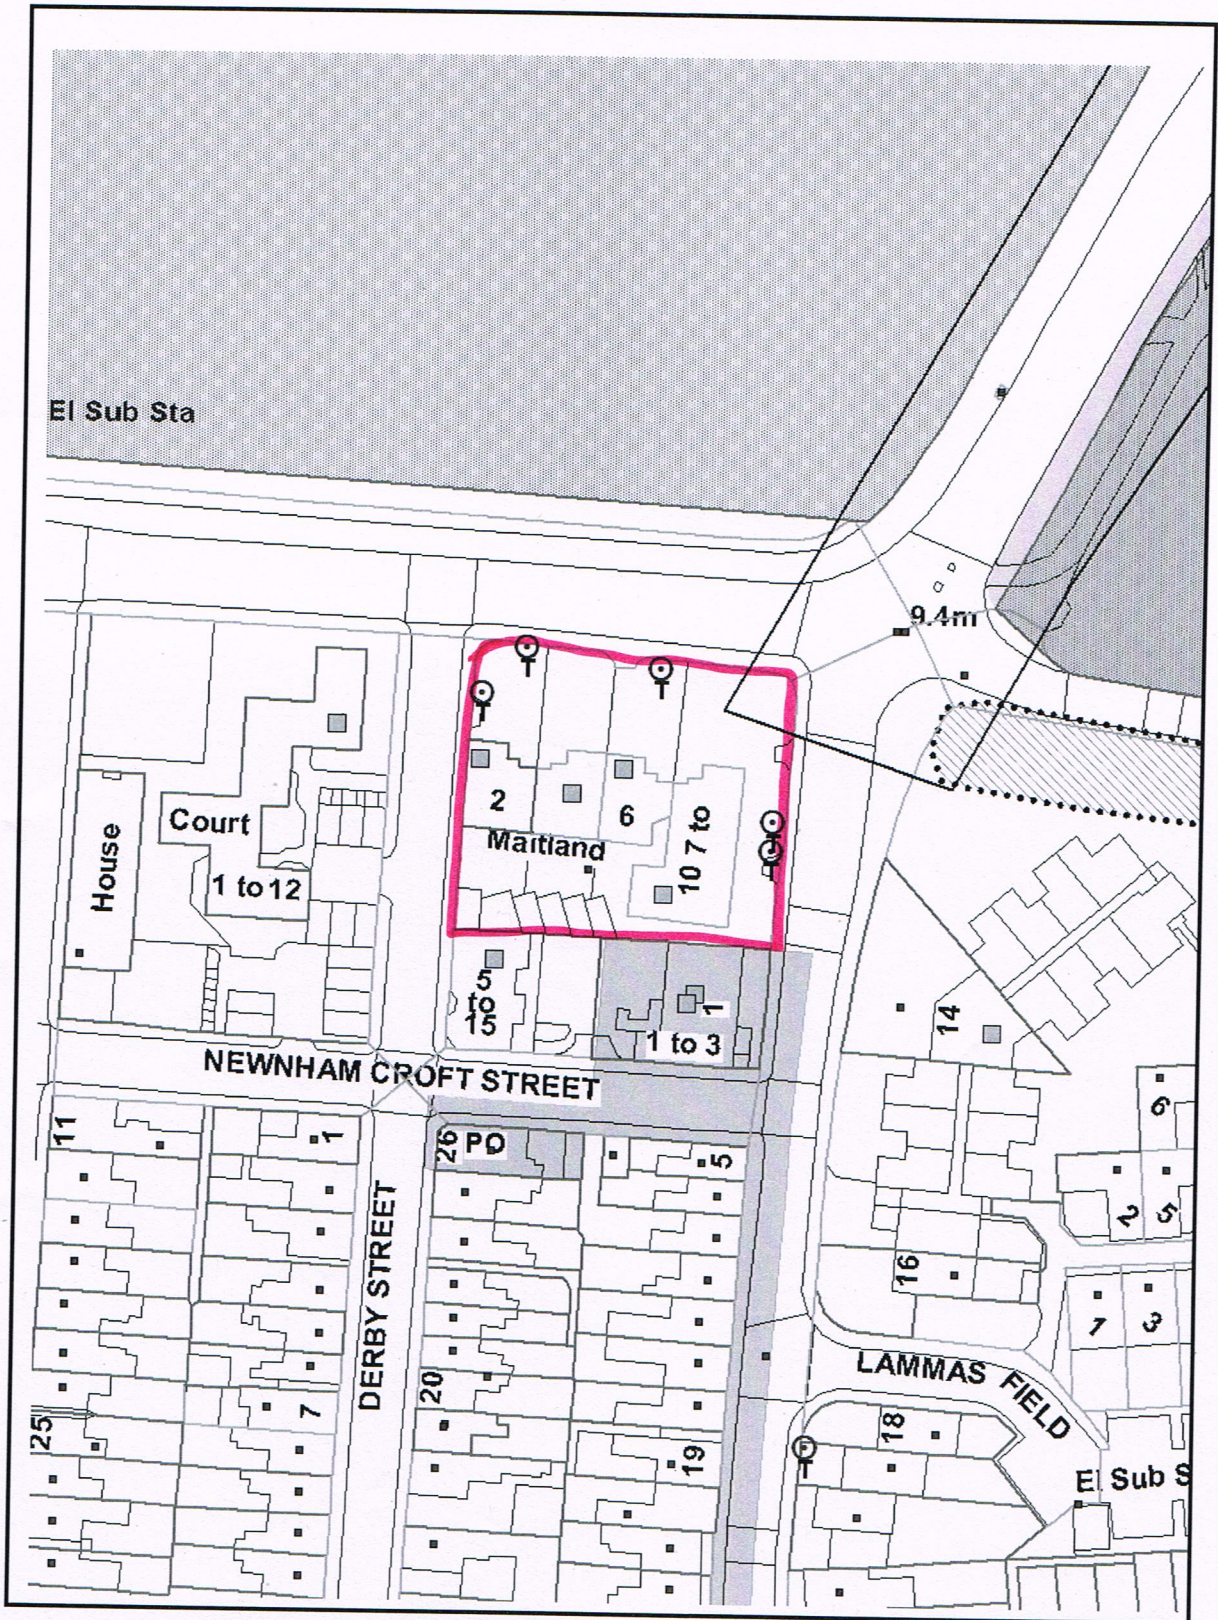 El Sub Sta
9.4m
2
6
10 7 to
Maitland
Court
House
1 to 12
5
to
15
1
1 to 3
14
NEWNHAM CROFT STREET
11
1
26
PO
5
6
2
5
DERBY STREET
16
1
3
20
7
LAMMAS FIELD
25
18
19
El Sub S
T
T
T
T
T
T